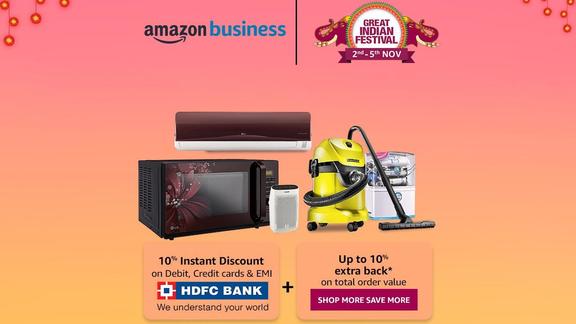 amazon business
GREAT
INDIAN
FESTIVAL
2nd - 5th NOV
LG
10% Instant Discount
on Debit, Credit cards & EMI
HDFC BANK
We understand your world
+
Up to 10%
extra back*
on total order value
SHOP MORE SAVE MORE